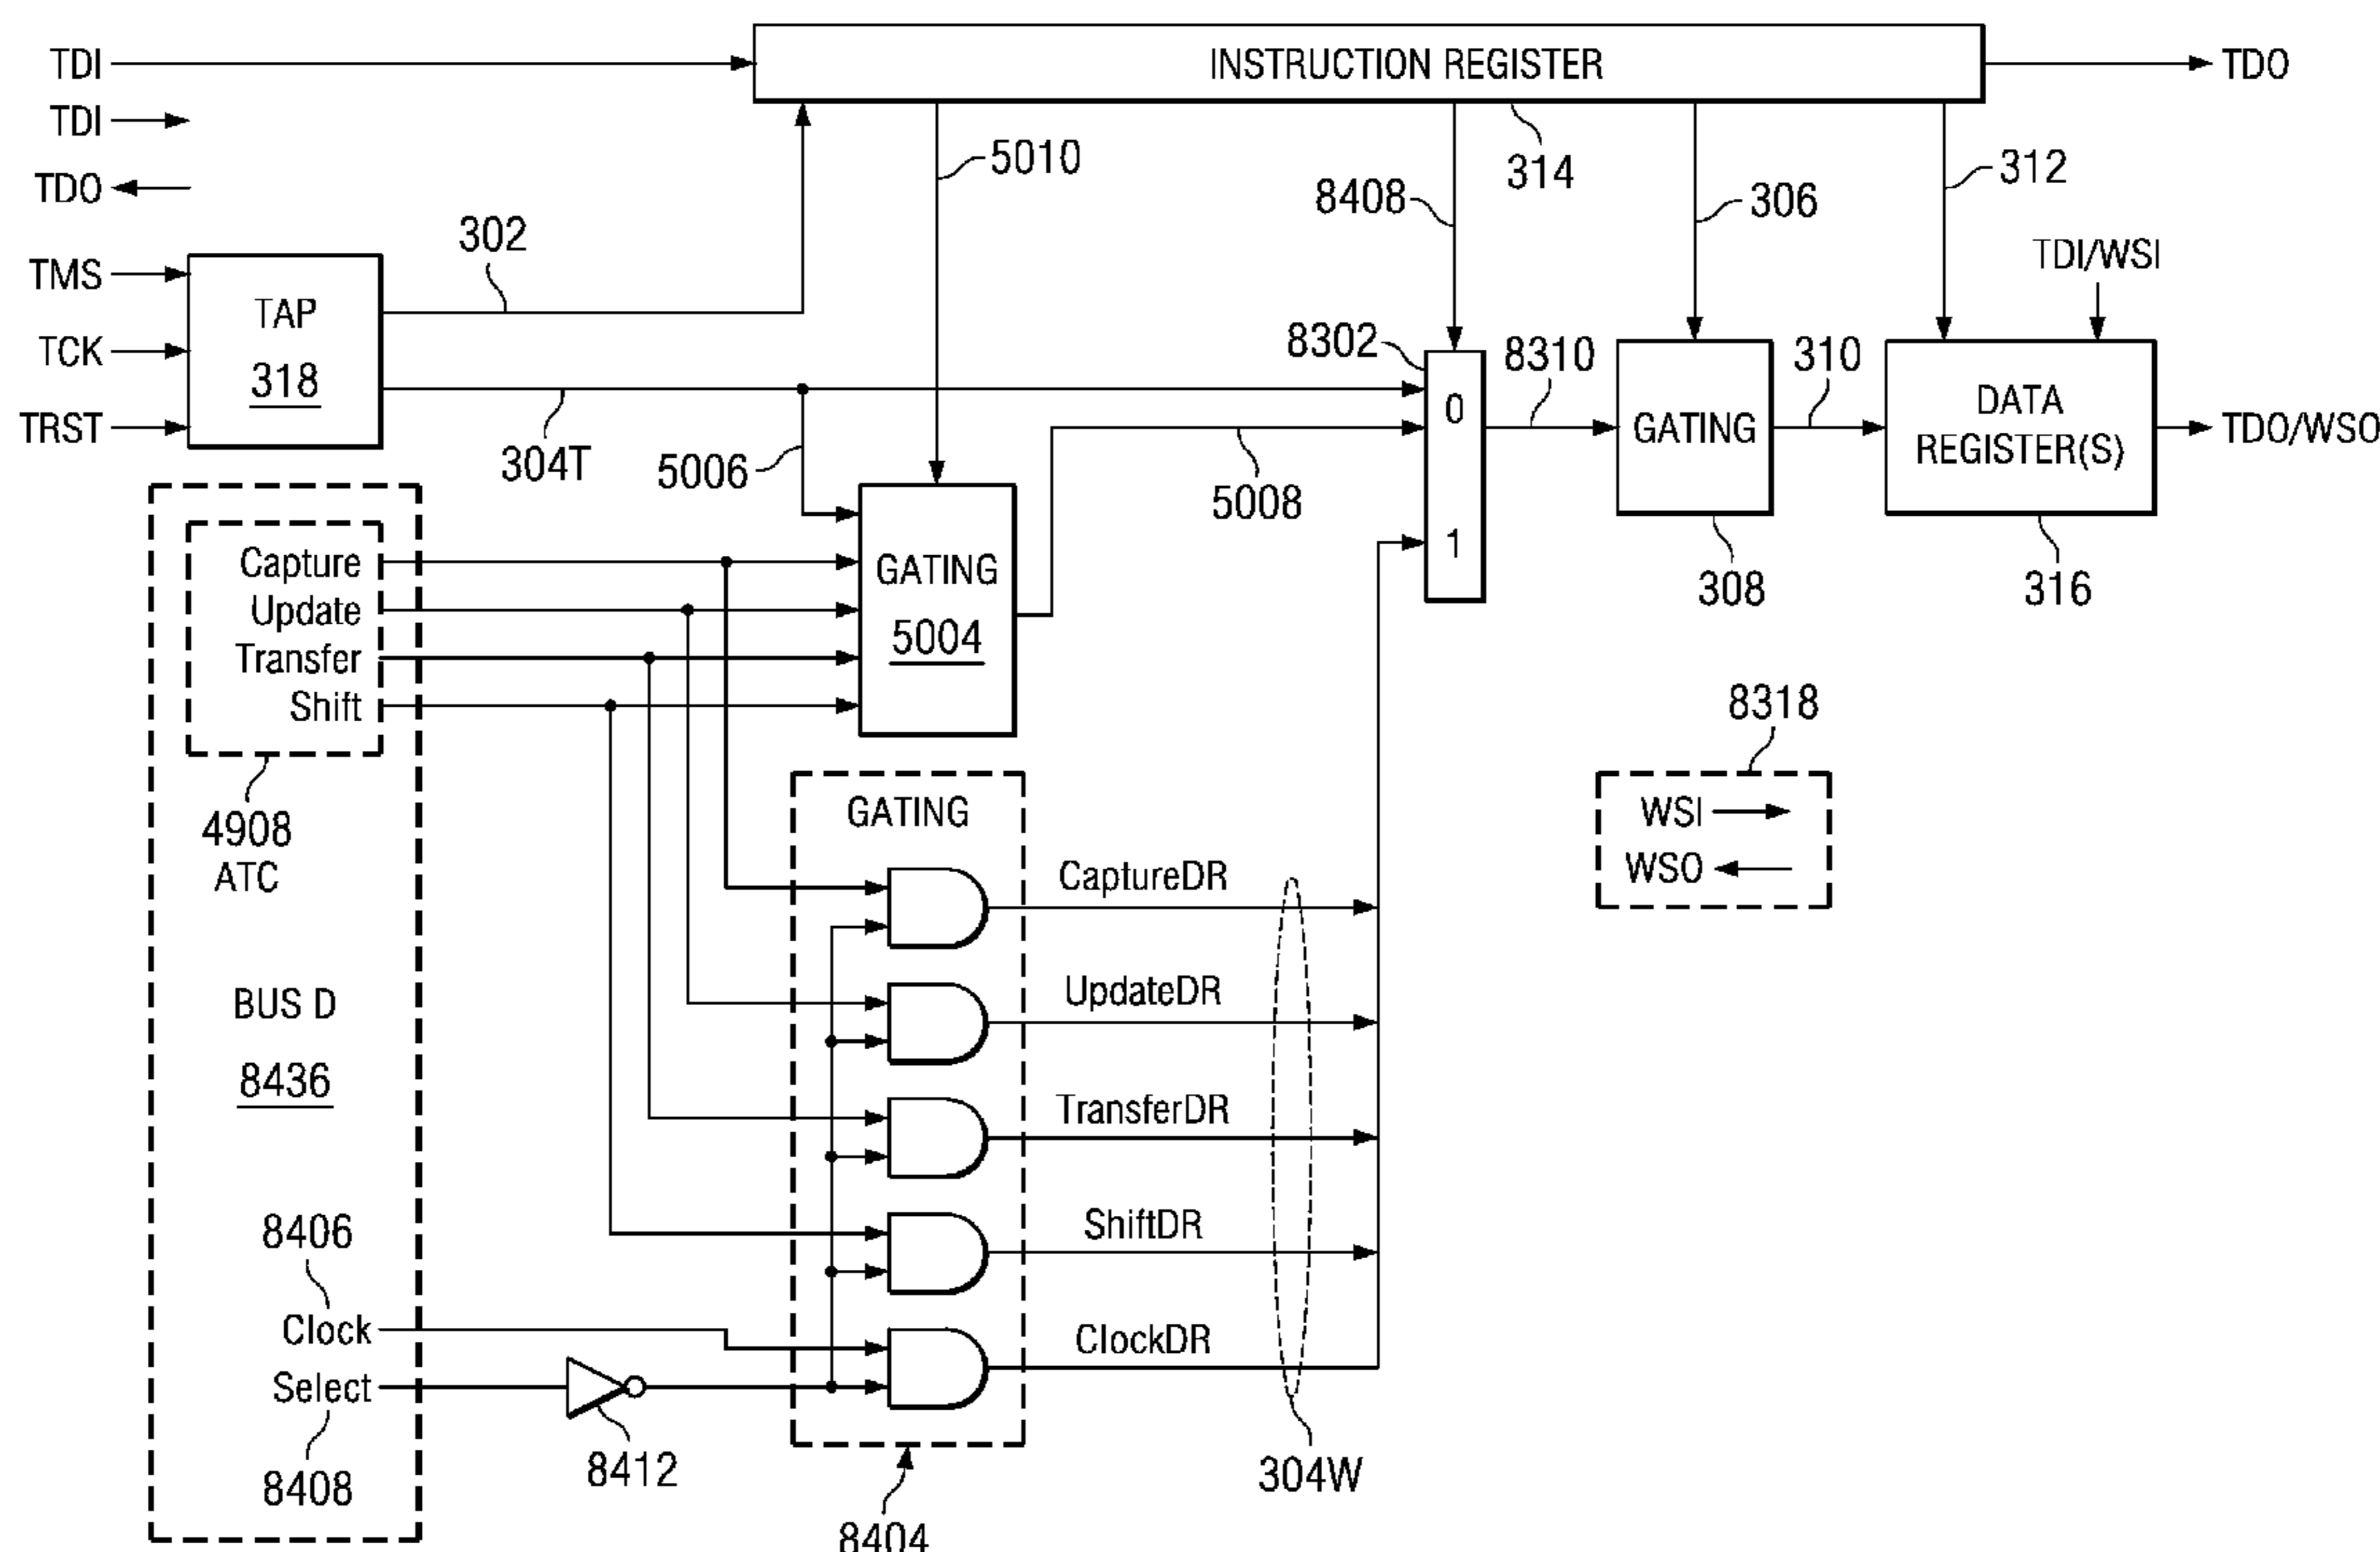 TDI
INSTRUCTION REGISTER
TDO
TDI
TDO
5010
314
8408
306
312
302
TMS
TCK
TRST
TAP
318
304T
5006
5008
8302
0
1
8310
GATING
308
310
TDI/WSI
DATA
REGISTER(S)
316
TDO/WSO
Capture
Update
Transfer
Shift
4908
ATC
GATING
5004
8318
WSI
WSO
GATING
CaptureDR
UpdateDR
TransferDR
ShiftDR
ClockDR
BUS D
8436
8406
Clock
Select
8408
8412
8404
304W